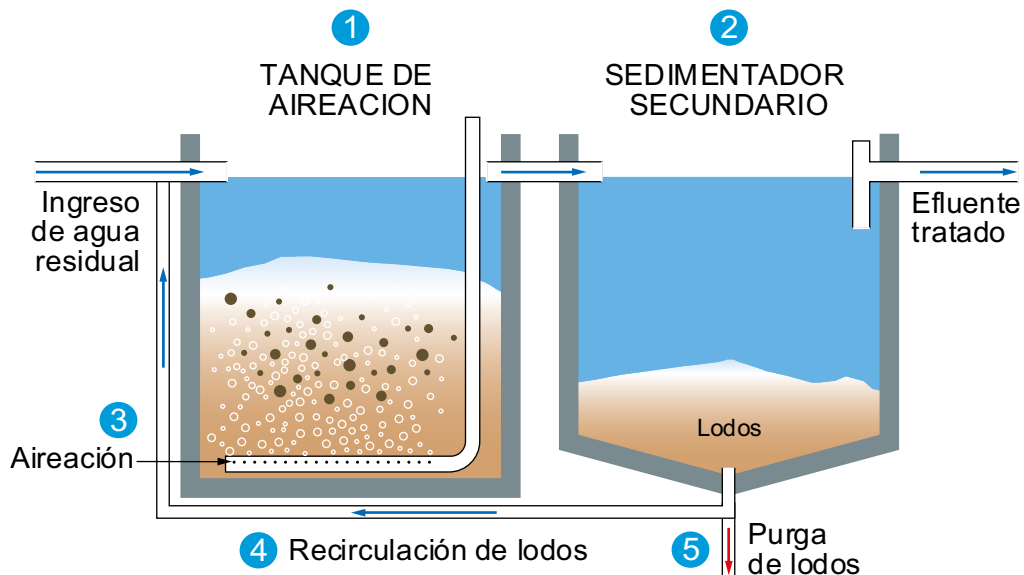 1
TANQUE DE
AIREACION
2
SEDIMENTADOR
SECUNDARIO
Ingreso
de agua
residual
Efluente
tratado
3
Aireación
Lodos
4 Recirculación de lodos
5 Purga
de lodos